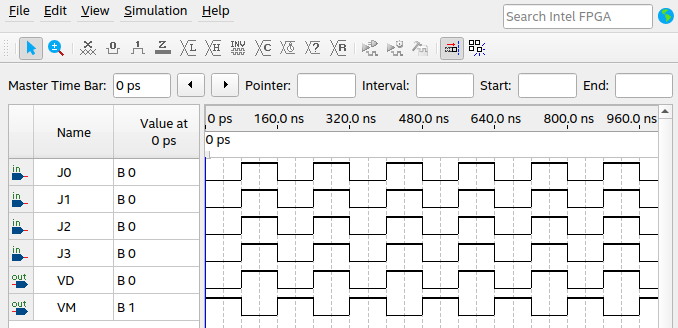 File Edit View Simulation Help
Search Intel FPGA
Master Time Bar: 0 ps Pointer: Interval: Start: End:
Name Value at 0 ps
0 ps 160.0 ns 320.0 ns 480.0 ns 640.0 ns 800.0 ns 960.0 ns
0 ps
in J0 B 0
in J1 B 0
in J2 B 0
in J3 B 0
out VD B 0
out VM B 1